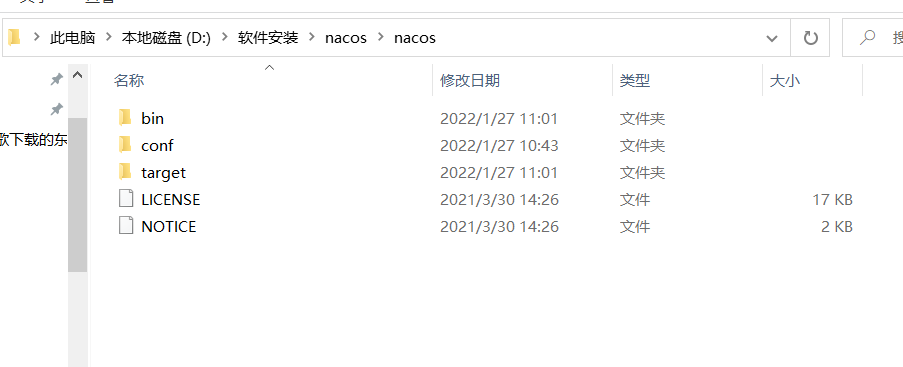 此电脑 本地磁盘 (D:) 软件安装 nacos nacos
名称 修改日期 类型 大小
bin 2022/1/27 11:01 文件夹
歌下载的东
conf 2022/1/27 10:43 文件夹
target 2022/1/27 11:01 文件夹
LICENSE 2021/3/30 14:26 文件 17 KB
NOTICE 2021/3/30 14:26 文件 2 KB